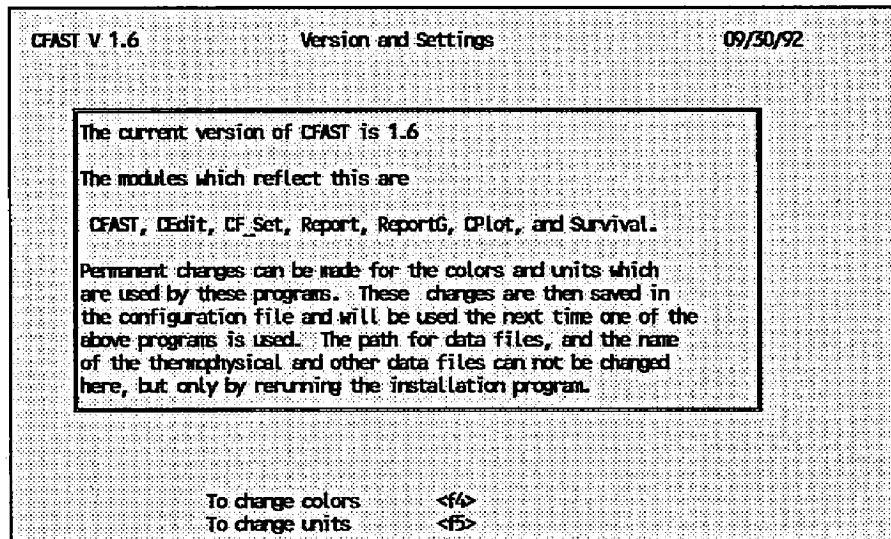 CFAST V 1.6 Version and Settings 09/30/92
The current version of CFAST is 1.6
The modules which reflect this are
CFAST, CEdit, CF_Set, Report, ReportG, CPlot, and Survival.
Permanent changes can be made for the colors and units which
are used by these programs. These changes are then saved in
the configuration file and will be used the next time one of the
above programs is used. The path for data files, and the name
of the thermophysical and other data files can not be changed
here, but only by rerunning the installation program.
To change colors <f4>
To change units <f5>